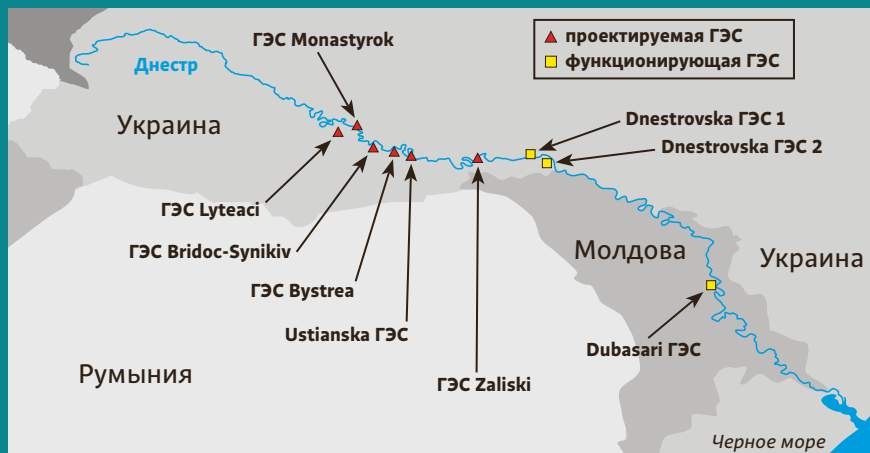 ГЭС Monastyrok
проектируемая ГЭС
функционирующая ГЭС
Днестр
Украина
Dnestrovska ГЭС 1
Dnestrovska ГЭС 2
ГЭС Lyteaci
ГЭС Bridoc-Synikiv
Молдова
Украина
ГЭС Bystrea
Ustianska ГЭС
Dubasari ГЭС
Румыния
ГЭС Zaliski
Черное море